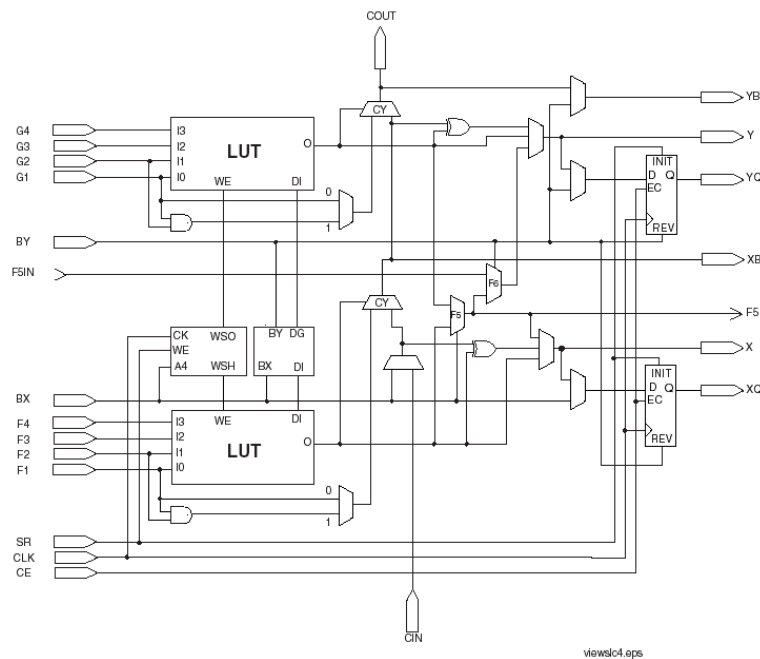 COUT
YB
G4
G3
G2
G1
I3
I2
I1
I0
LUT
O
WE
DI
CY
0
1
Y
INIT
D Q
EC
REV
YQ
BY
F5IN
F6
XB
CY
F5
F5
CK
WE
A4
WSO
WSH
BY DG
BX DI
X
INIT
D Q
EC
REV
XQ
BX
F4
F3
F2
F1
I3
I2
I1
I0
WE
DI
LUT
O
0
1
SR
CLK
CE
CIN
viewslc4.eps